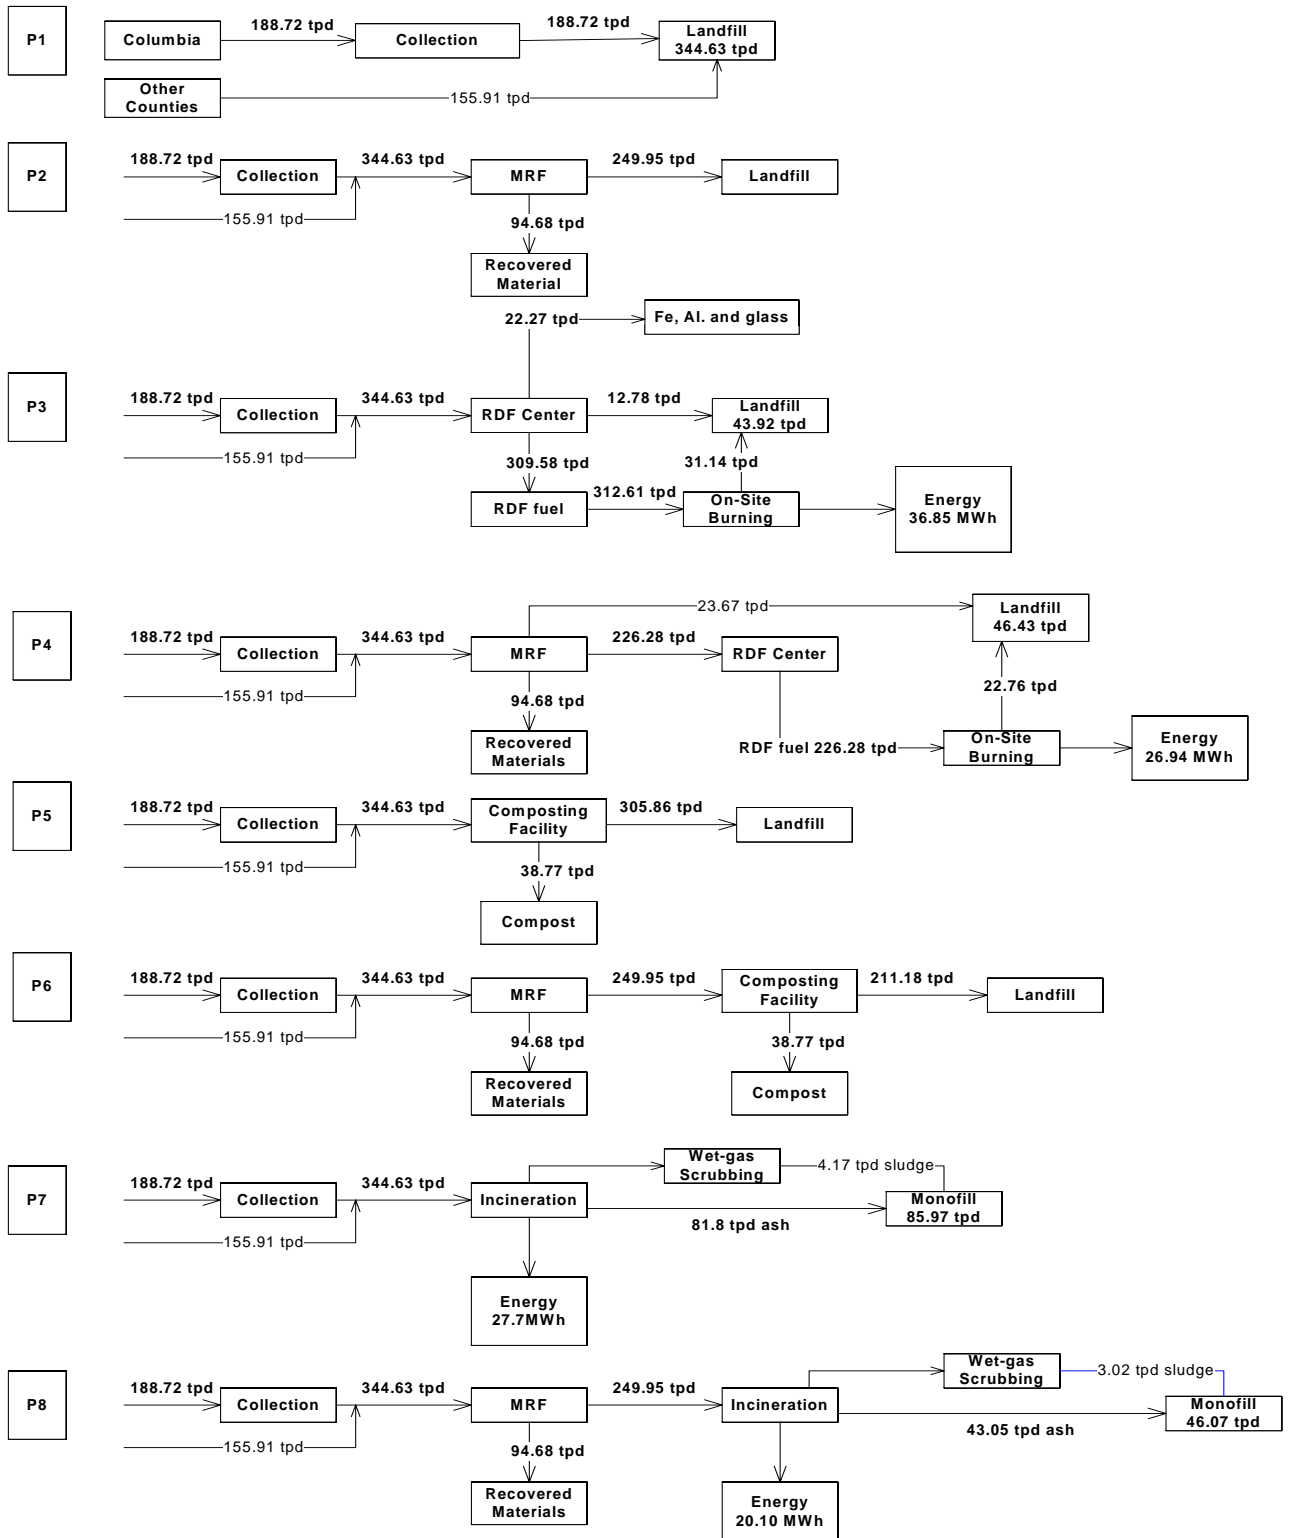 P1
Columbia
188.72 tpd
Collection
188.72 tpd
Landfill
344.63 tpd
Other
Counties
155.91 tpd
P2
188.72 tpd
Collection
344.63 tpd
MRF
249.95 tpd
Landfill
155.91 tpd
94.68 tpd
Recovered
Material
22.27 tpd
Fe, Al. and glass
P3
188.72 tpd
Collection
344.63 tpd
RDF Center
12.78 tpd
Landfill
43.92 tpd
155.91 tpd
309.58 tpd
31.14 tpd
RDF fuel
312.61 tpd
On-Site
Burning
Energy
36.85 MWh
23.67 tpd
Landfill
46.43 tpd
P4
188.72 tpd
Collection
344.63 tpd
MRF
226.28 tpd
RDF Center
155.91 tpd
94.68 tpd
22.76 tpd
Recovered
Materials
RDF fuel 226.28 tpd
On-Site
Burning
Energy
26.94 MWh
P5
188.72 tpd
Collection
344.63 tpd
Composting
Facility
305.86 tpd
Landfill
155.91 tpd
38.77 tpd
Compost
P6
188.72 tpd
Collection
344.63 tpd
MRF
249.95 tpd
Composting
Facility
211.18 tpd
Landfill
155.91 tpd
94.68 tpd
38.77 tpd
Recovered
Materials
Compost
Wet-gas
Scrubbing
4.17 tpd sludge
P7
188.72 tpd
Collection
344.63 tpd
Incineration
81.8 tpd ash
Monofill
85.97 tpd
155.91 tpd
Energy
27.7MWh
Wet-gas
Scrubbing
3.02 tpd sludge
P8
188.72 tpd
Collection
344.63 tpd
MRF
249.95 tpd
Incineration
43.05 tpd ash
Monofill
46.07 tpd
155.91 tpd
94.68 tpd
Recovered
Materials
Energy
20.10 MWh